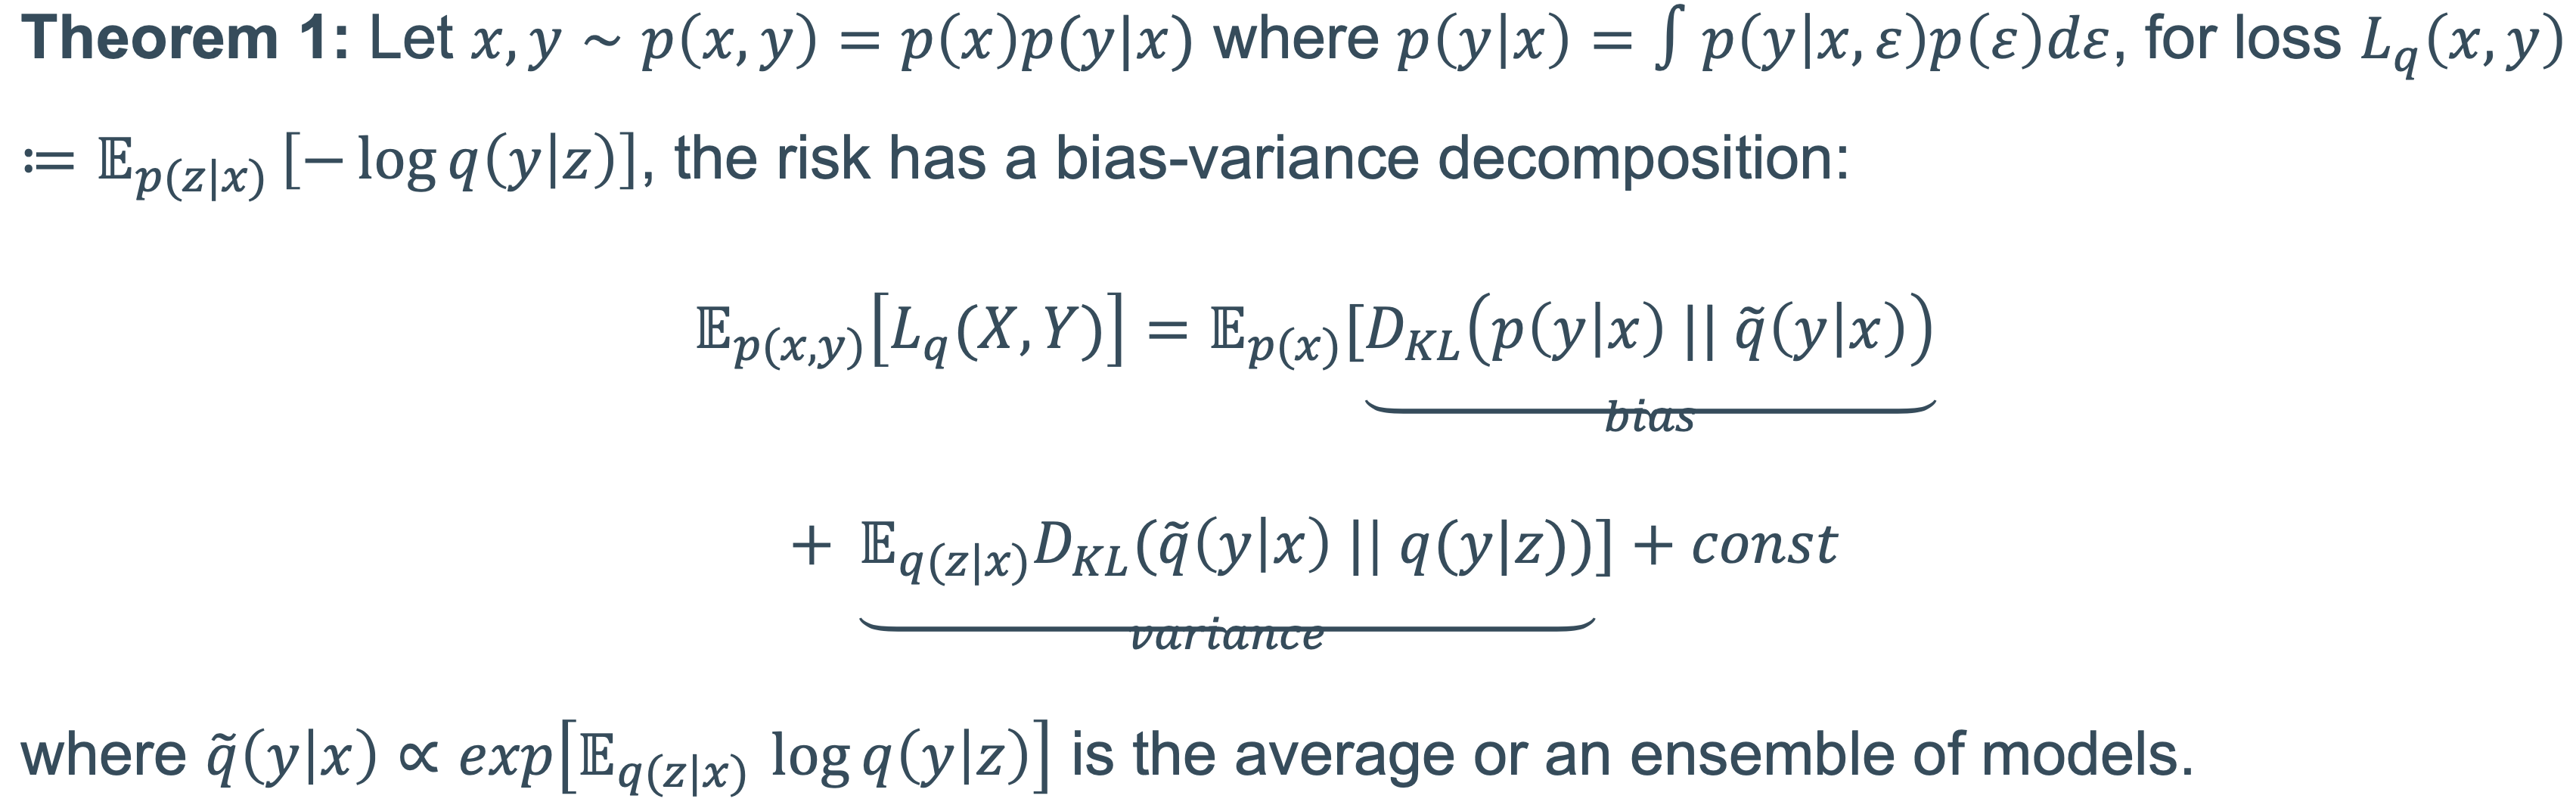 Theorem 1: Let x, y ~ p(x, y) = p(x)p(y|x) where p(y|x) = ∫ p(y|x, ε)p(ε)dε, for loss L_q(x, y)
≔ 𝔼_{p(z|x)} [− log q(y|z)], the risk has a bias-variance decomposition:
𝔼_{p(x,y)}[L_q(X, Y)] = 𝔼_{p(x)}[D_{KL}(p(y|x) || q̃(y|x))
bias
+ 𝔼_{q(z|x)}D_{KL}(q̃(y|x) || q(y|z))] + const
variance
where q̃(y|x) ∝ exp[𝔼_{q(z|x)} log q(y|z)] is the average or an ensemble of models.